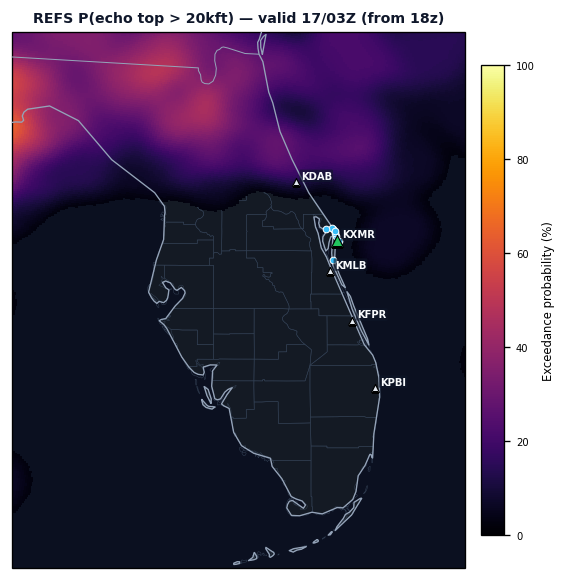 REFS P(echo top > 20kft) — valid 17/03Z (from 18z)
KDAB
KXMR
KMLB
KFPR
KPBI
100
80
60
40
20
0
Exceedance probability (%)